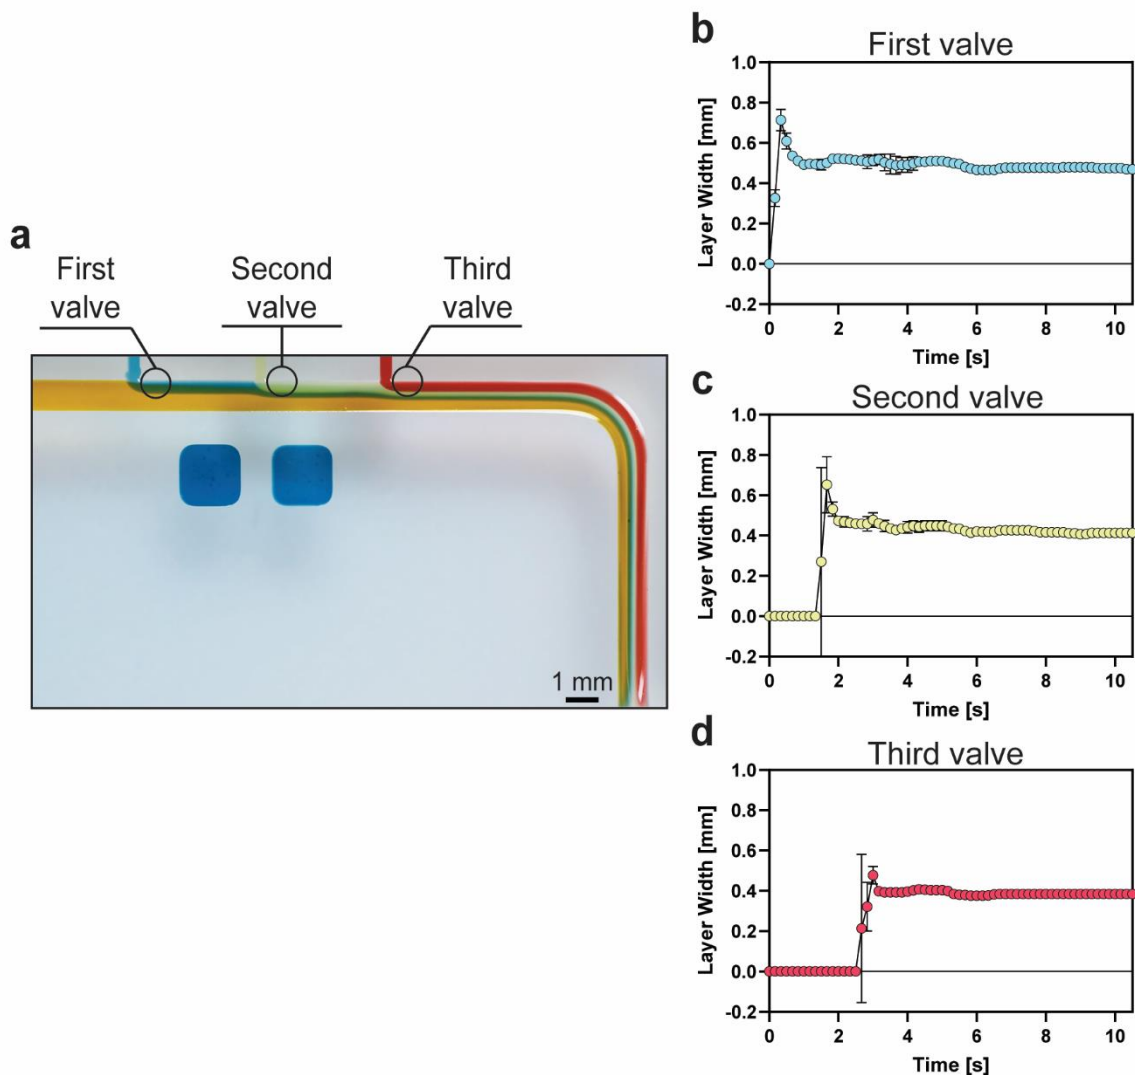 a
First
valve
Second
valve
Third
valve
1 mm
b
First valve
Layer Width [mm]
1.0
0.8
0.6
0.4
0.2
0.0
-0.2
0 2 4 6 8 10
Time [s]
c
Second valve
Layer Width [mm]
1.0
0.8
0.6
0.4
0.2
0.0
-0.2
0 2 4 6 8 10
Time [s]
d
Third valve
Layer Width [mm]
1.0
0.8
0.6
0.4
0.2
0.0
-0.2
0 2 4 6 8 10
Time [s]